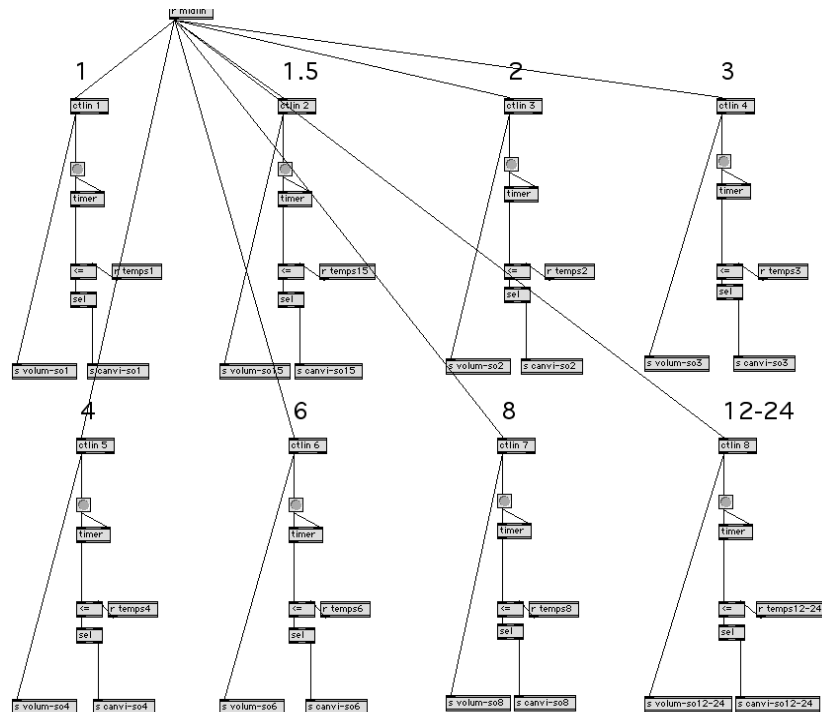 r midiin
1 1.5 2 3
ctlin 1 ctlin 2 ctlin 3 ctlin 4
timer timer timer timer
<= r temps1 <= r temps15 <= r temps2 <= r temps3
sel sel sel sel
s volum-so1 s canvi-so1 s volum-so15 s canvi-so15 s volum-so2 s canvi-so2 s volum-so3 s canvi-so3
4 6 8 12-24
ctlin 5 ctlin 6 ctlin 7 ctlin 8
timer timer timer timer
<= r temps4 <= r temps6 <= r temps8 <= r temps12-24
sel sel sel sel
s volum-so4 s canvi-so4 s volum-so6 s canvi-so6 s volum-so8 s canvi-so8 s volum-so12-24 s canvi-so12-24